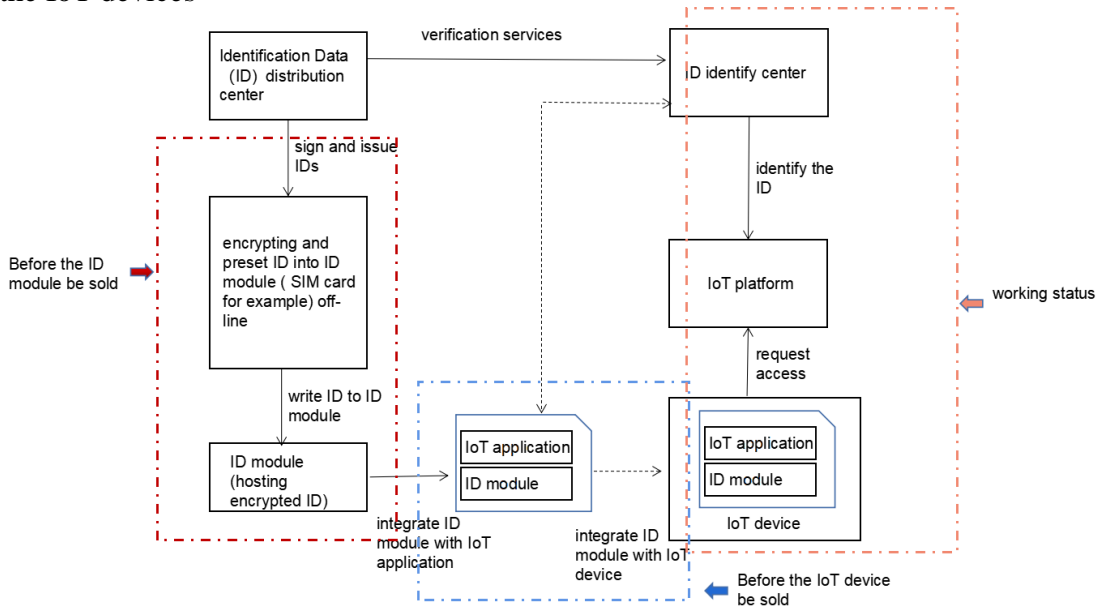 the IoT devices
verification services
Identification Data
(ID) distribution
center
ID identify center
sign and issue
IDs
identify the
ID
encrypting and
preset ID into ID
module ( SIM card
for example) off-
line
Before the ID
module be sold
IoT platform
working status
request
access
write ID to ID
module
IoT application
ID module
IoT application
ID module
IoT device
ID module
(hosting
encrypted ID)
integrate ID
module with IoT
application
integrate ID
module with IoT
device
Before the IoT device
be sold